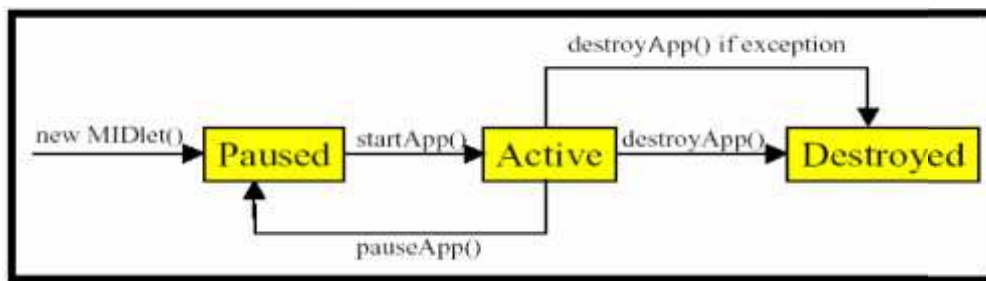 destroyApp() if exception
new MIDlet()
Paused
startApp()
Active
destroyApp()
Destroyed
pauseApp()